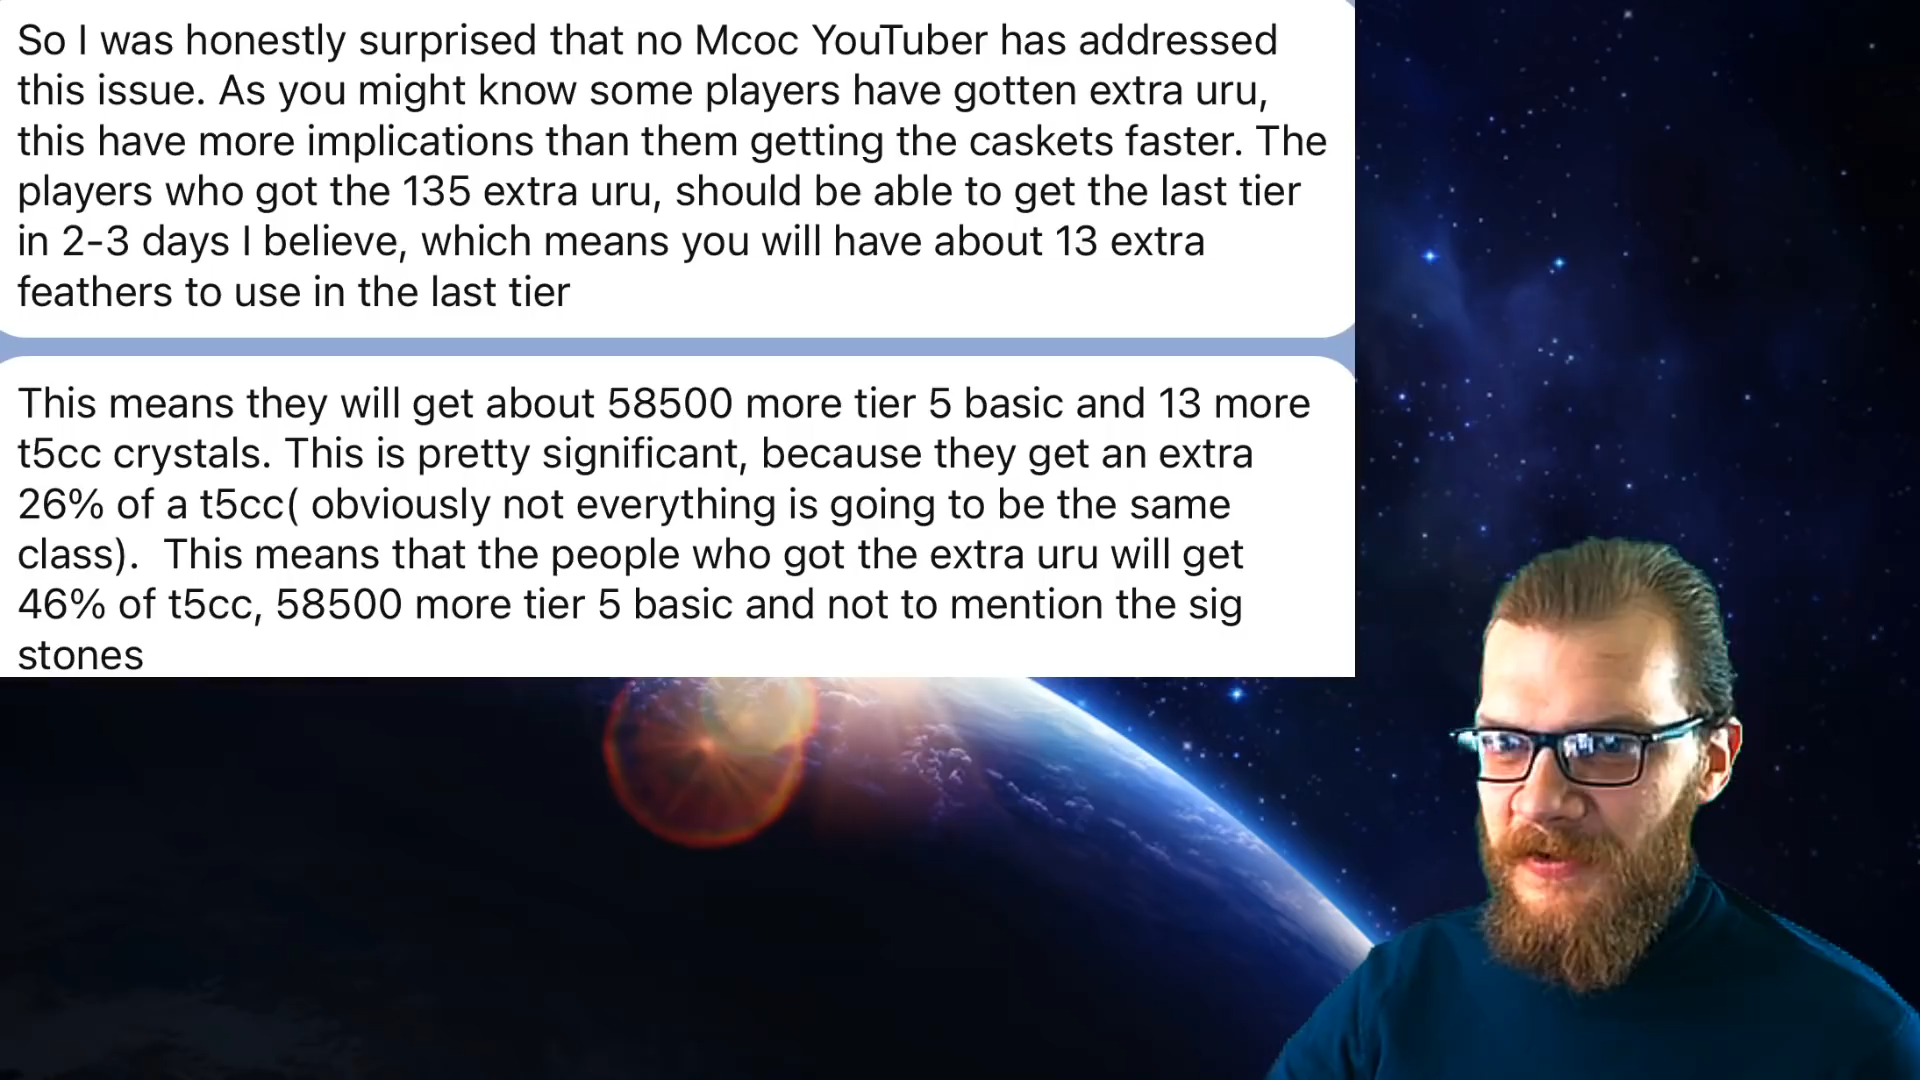 So I was honestly surprised that no Mcoc YouTuber has addressed
this issue. As you might know some players have gotten extra uru,
this have more implications than them getting the caskets faster. The
players who got the 135 extra uru, should be able to get the last tier
in 2-3 days I believe, which means you will have about 13 extra
feathers to use in the last tier
This means they will get about 58500 more tier 5 basic and 13 more
t5cc crystals. This is pretty significant, because they get an extra
26% of a t5cc( obviously not everything is going to be the same
class).  This means that the people who got the extra uru will get
46% of t5cc, 58500 more tier 5 basic and not to mention the sig
stones